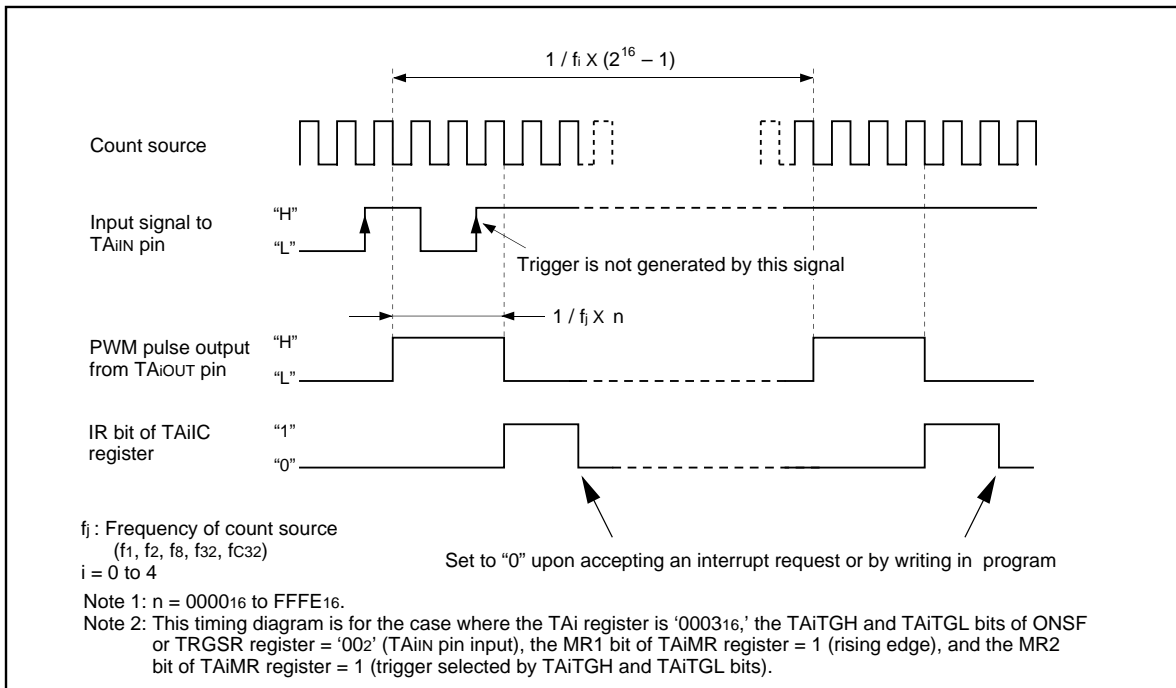 1 / fi X (2^16 – 1)
Count source
Input signal to
TAiIN pin
“H”
“L”
Trigger is not generated by this signal
1 / fj X n
PWM pulse output
from TAiOUT pin
“H”
“L”
IR bit of TAiIC
register
“1”
“0”
fj : Frequency of count source
(f1, f2, f8, f32, fC32)
i = 0 to 4
Set to “0” upon accepting an interrupt request or by writing in program
Note 1: n = 000016 to FFFE16.
Note 2: This timing diagram is for the case where the TAi register is ‘000316,’ the TAiTGH and TAiTGL bits of ONSF
or TRGSR register = ‘002’ (TAiIN pin input), the MR1 bit of TAiMR register = 1 (rising edge), and the MR2
bit of TAiMR register = 1 (trigger selected by TAiTGH and TAiTGL bits).